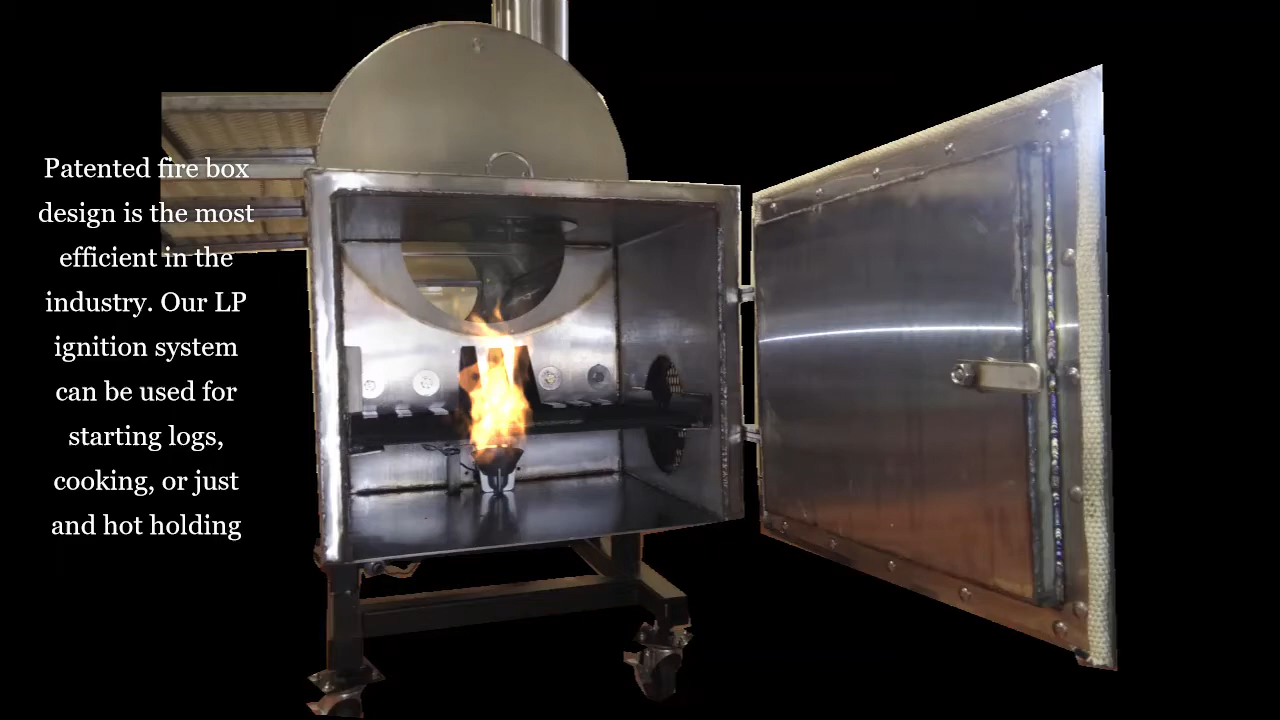 Patented fire box
design is the most
efficient in the
industry. Our LP
ignition system
can be used for
starting logs,
cooking, or just
and hot holding